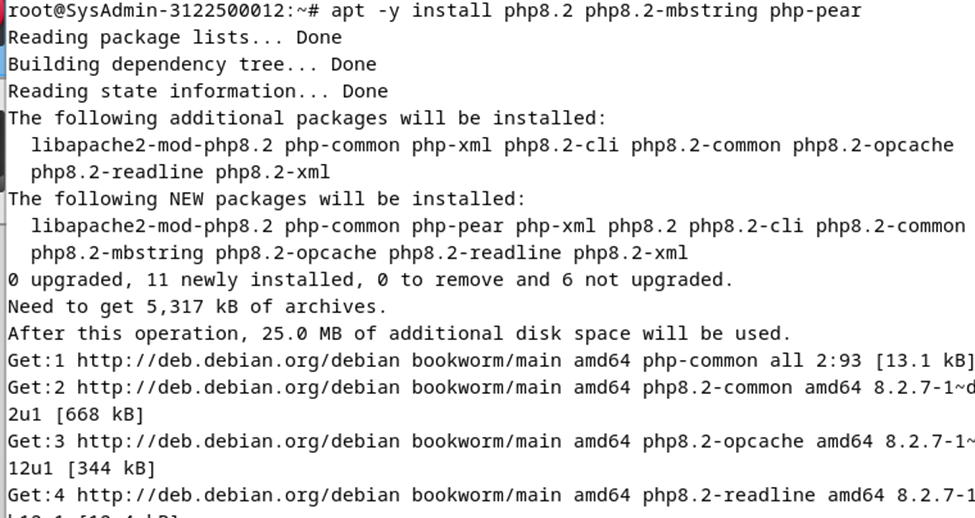 root@SysAdmin-3122500012:~# apt -y install php8.2 php8.2-mbstring php-pear
Reading package lists... Done
Building dependency tree... Done
Reading state information... Done
The following additional packages will be installed:
  libapache2-mod-php8.2 php-common php-xml php8.2-cli php8.2-common php8.2-opcache
  php8.2-readline php8.2-xml
The following NEW packages will be installed:
  libapache2-mod-php8.2 php-common php-pear php-xml php8.2 php8.2-cli php8.2-common
  php8.2-mbstring php8.2-opcache php8.2-readline php8.2-xml
0 upgraded, 11 newly installed, 0 to remove and 6 not upgraded.
Need to get 5,317 kB of archives.
After this operation, 25.0 MB of additional disk space will be used.
Get:1 http://deb.debian.org/debian bookworm/main amd64 php-common all 2:93 [13.1 kB]
Get:2 http://deb.debian.org/debian bookworm/main amd64 php8.2-common amd64 8.2.7-1~d
2u1 [668 kB]
Get:3 http://deb.debian.org/debian bookworm/main amd64 php8.2-opcache amd64 8.2.7-1~
12u1 [344 kB]
Get:4 http://deb.debian.org/debian bookworm/main amd64 php8.2-readline amd64 8.2.7-1